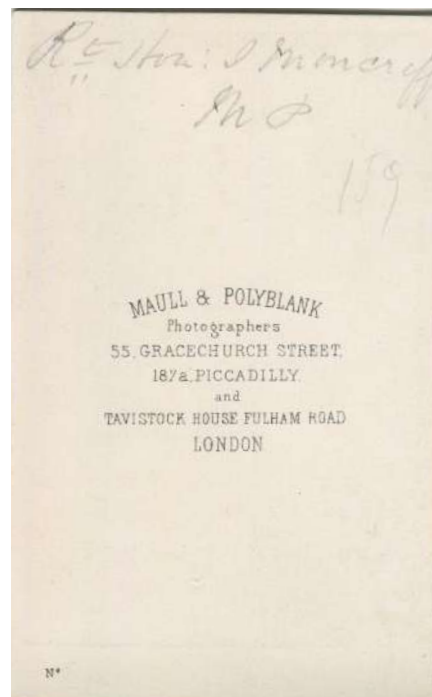 Rt Hon: J Moncreiff
M P
159
MAULL & POLYBLANK
Photographers
55, GRACECHURCH STREET,
187a, PICCADILLY.
and
TAVISTOCK HOUSE FULHAM ROAD
LONDON
No